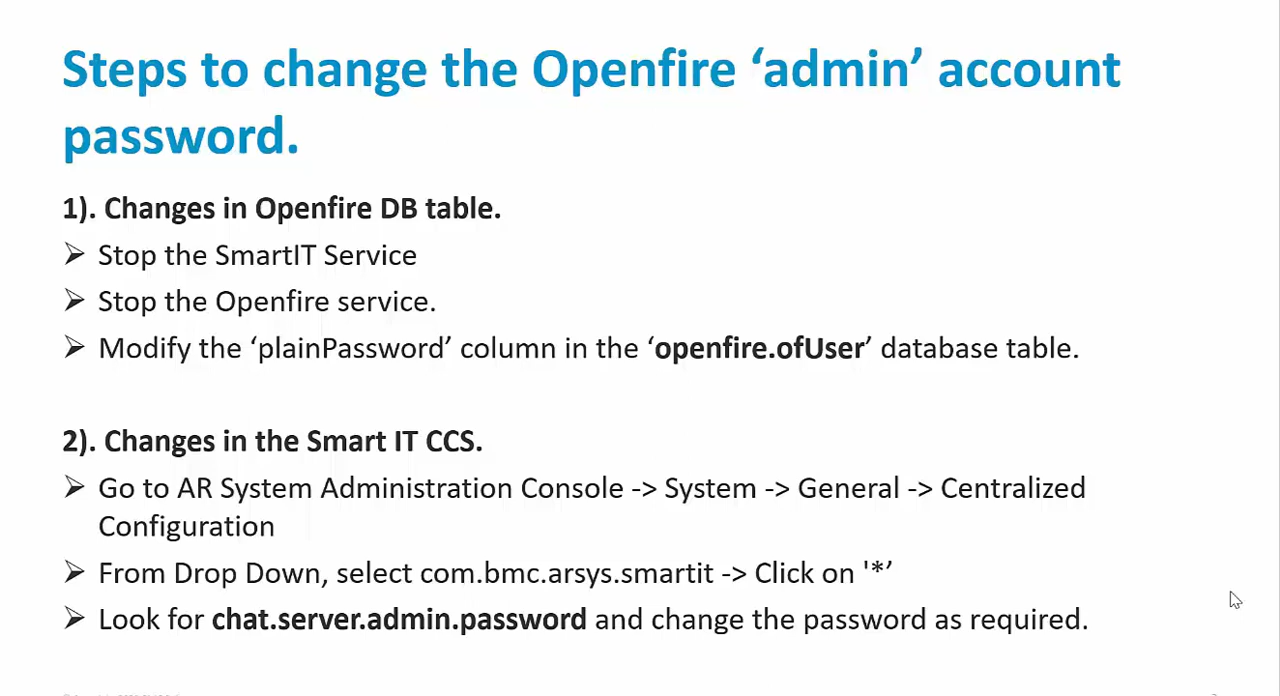 Steps to change the Openfire ‘admin’ account
password.
1). Changes in Openfire DB table.
➢ Stop the SmartIT Service
➢ Stop the Openfire service.
➢ Modify the ‘plainPassword’ column in the ‘openfire.ofUser’ database table.
2). Changes in the Smart IT CCS.
➢ Go to AR System Administration Console -> System -> General -> Centralized
Configuration
➢ From Drop Down, select com.bmc.arsys.smartit -> Click on '*’
➢ Look for chat.server.admin.password and change the password as required.